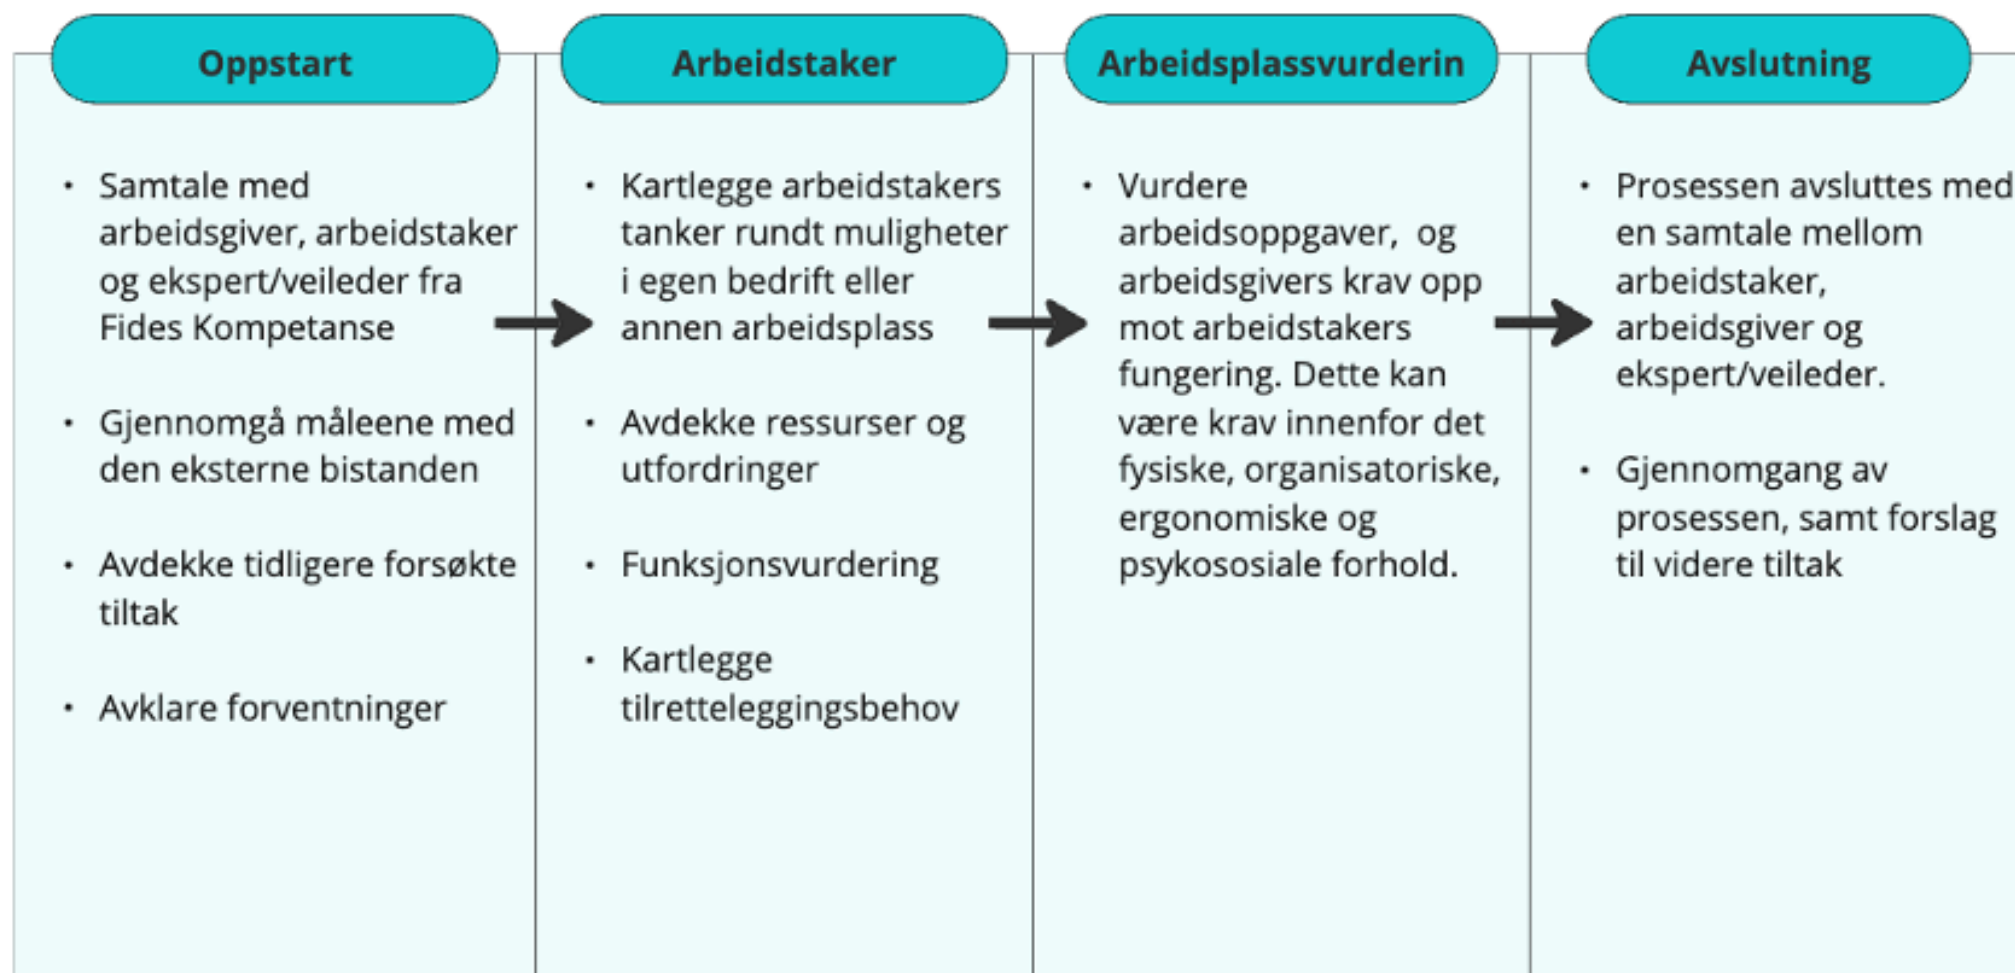 Oppstart
• Samtale med
arbeidsgiver, arbeidstaker
og ekspert/veileder fra
Fides Kompetanse
• Gjennomgå måleene med
den eksterne bistanden
• Avdekke tidligere forsøkte
tiltak
• Avklare forventninger
Arbeidstaker
• Kartlegge arbeidstakers
tanker rundt muligheter
i egen bedrift eller
annen arbeidsplass
• Avdekke ressurser og
utfordringer
• Funksjonsvurdering
• Kartlegge
tilretteleggingsbehov
Arbeidsplassvurderin
• Vurdere
arbeidsoppgaver, og
arbeidsgivers krav opp
mot arbeidstakers
fungering. Dette kan
være krav innenfor det
fysiske, organisatoriske,
ergonomiske og
psykososiale forhold.
Avslutning
• Prosessen avsluttes med
en samtale mellom
arbeidstaker,
arbeidsgiver og
ekspert/veileder.
• Gjennomgang av
prosessen, samt forslag
til videre tiltak